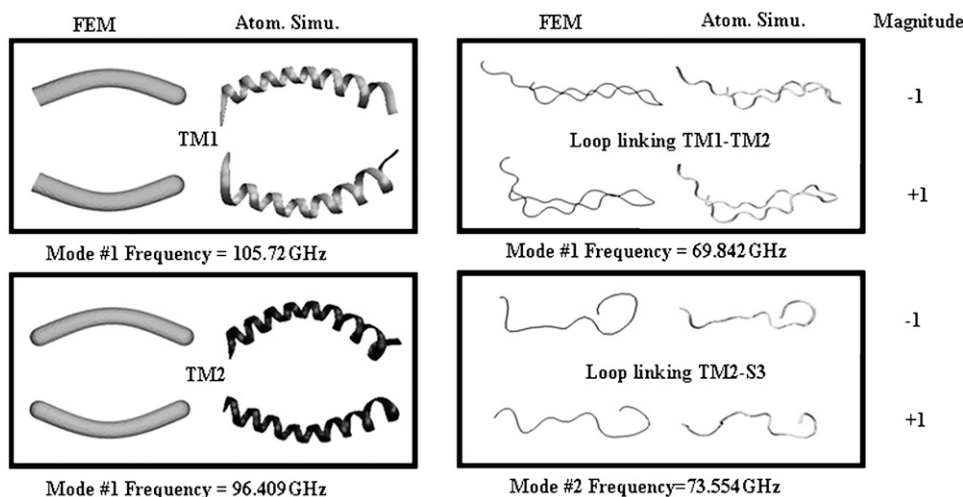 FEM Atom. Simu. FEM Atom. Simu. Magnitude
-1
TM1 Loop linking TM1-TM2
+1
Mode #1 Frequency = 105.72 GHz Mode #1 Frequency = 69.842 GHz
-1
TM2 Loop linking TM2-S3
+1
Mode #1 Frequency = 96.409 GHz Mode #2 Frequency=73.554 GHz